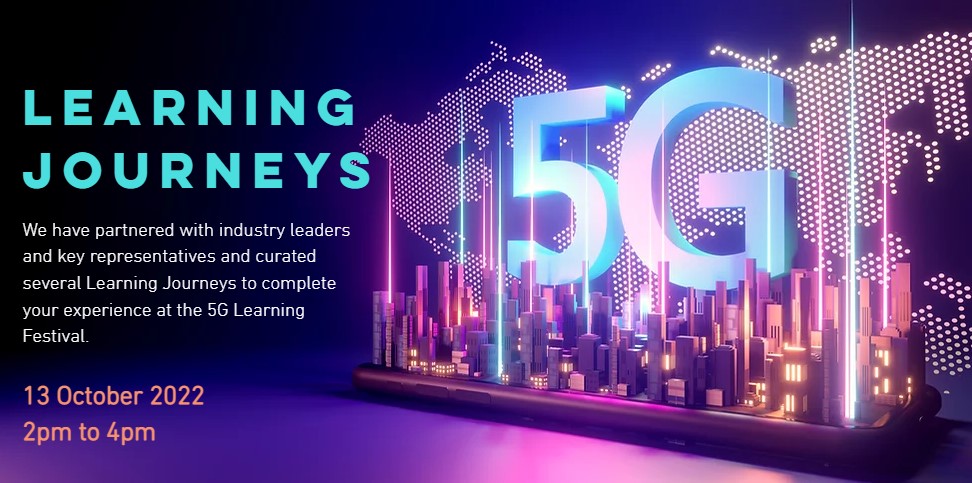 LEARNING
JOURNEYS
We have partnered with industry leaders
and key representatives and curated
several Learning Journeys to complete
your experience at the 5G Learning
Festival.
13 October 2022
2pm to 4pm
5G